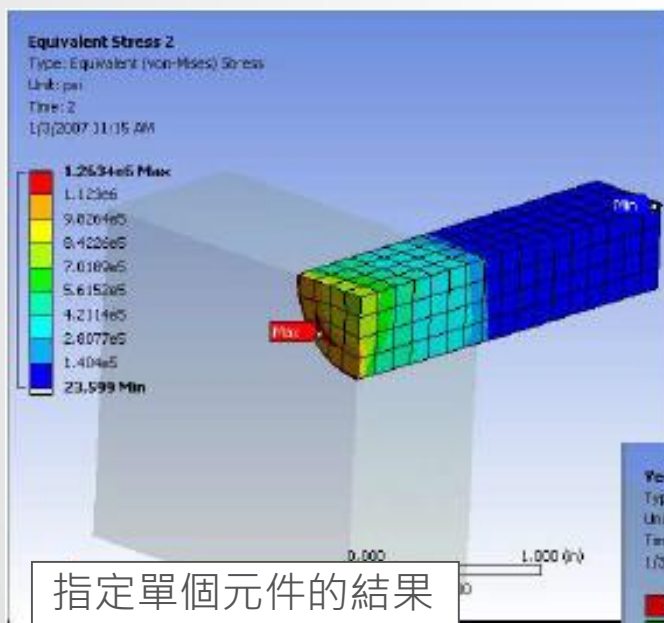 Equivalent Stress 2
Type: Equivalent (von-Mises) Stress
Unit: psi
Time: 2
1/3/2007 11:15 AM
1.2634e6 Max
1.123e6
9.8264e5
8.4226e5
7.0189e5
5.6152e5
4.2114e5
2.8077e5
1.404e5
23.599 Min
Min
Max
0.000
1.000 (in)
指定單個元件的結果